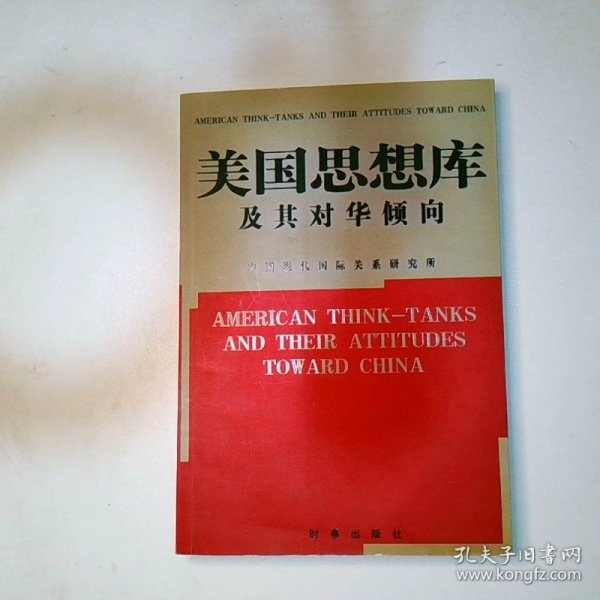 AMERICAN THINK-TANKS AND THEIR ATTITUDES TOWARD CHINA
美国思想库
及其对华倾向
中国现代国际关系研究所
AMERICAN THINK-TANKS
AND THEIR ATTITUDES
TOWARD CHINA
时事出版社
孔夫子旧书网
www.kongfz.com